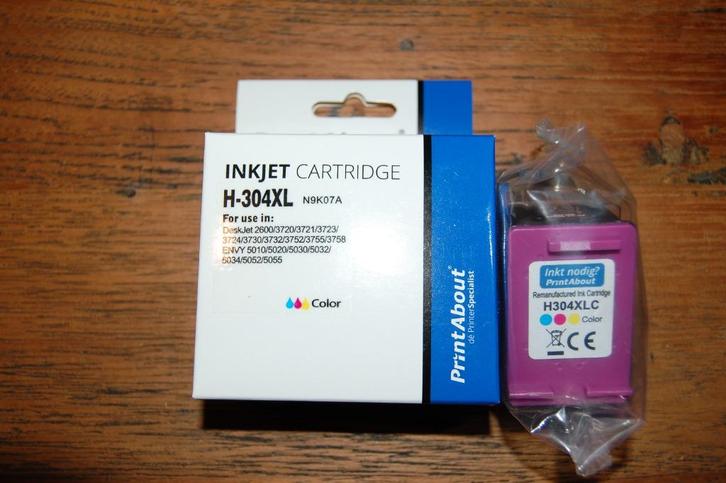 INKJET CARTRIDGE
H-304XL N9K07A
For use in:
DeskJet 2600/3720/3721/3723/
3724/3730/3732/3752/3755/3758
ENVY 5010/5020/5030/5032/
5034/5052/5055
Color
PrintAbout®
dé PrinterSpecialist
Inkt nodig?
PrintAbout
Remanufactured Ink Cartridge
H304XLC
Color
CE